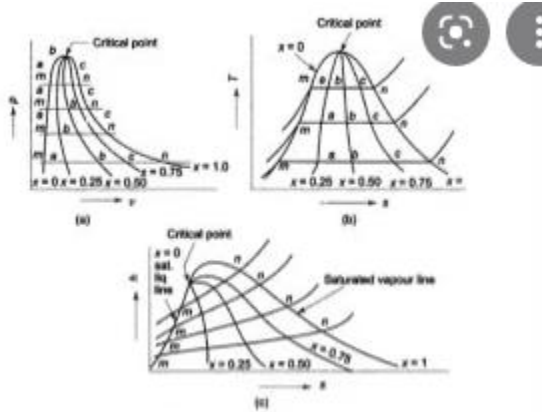 Critical point
b
a c
m n
a c
m b n
a
m b n
m a b c n
x = 1.0
x = 0 x = 0.25 x = 0.50 x = 0.75
p
v
(a)
Critical point
x = 0
m a b c n
m a b c n
m a b c n
T
x = 0.25 x = 0.50 x = 0.75 x =
s
(b)
Critical point
x = 0
sat.
liq
line
n
n
Saturated vapour line
n
n
m
m
m
m
h
x = 0.25 x = 0.50 x = 0.75 x = 1
s
(c)